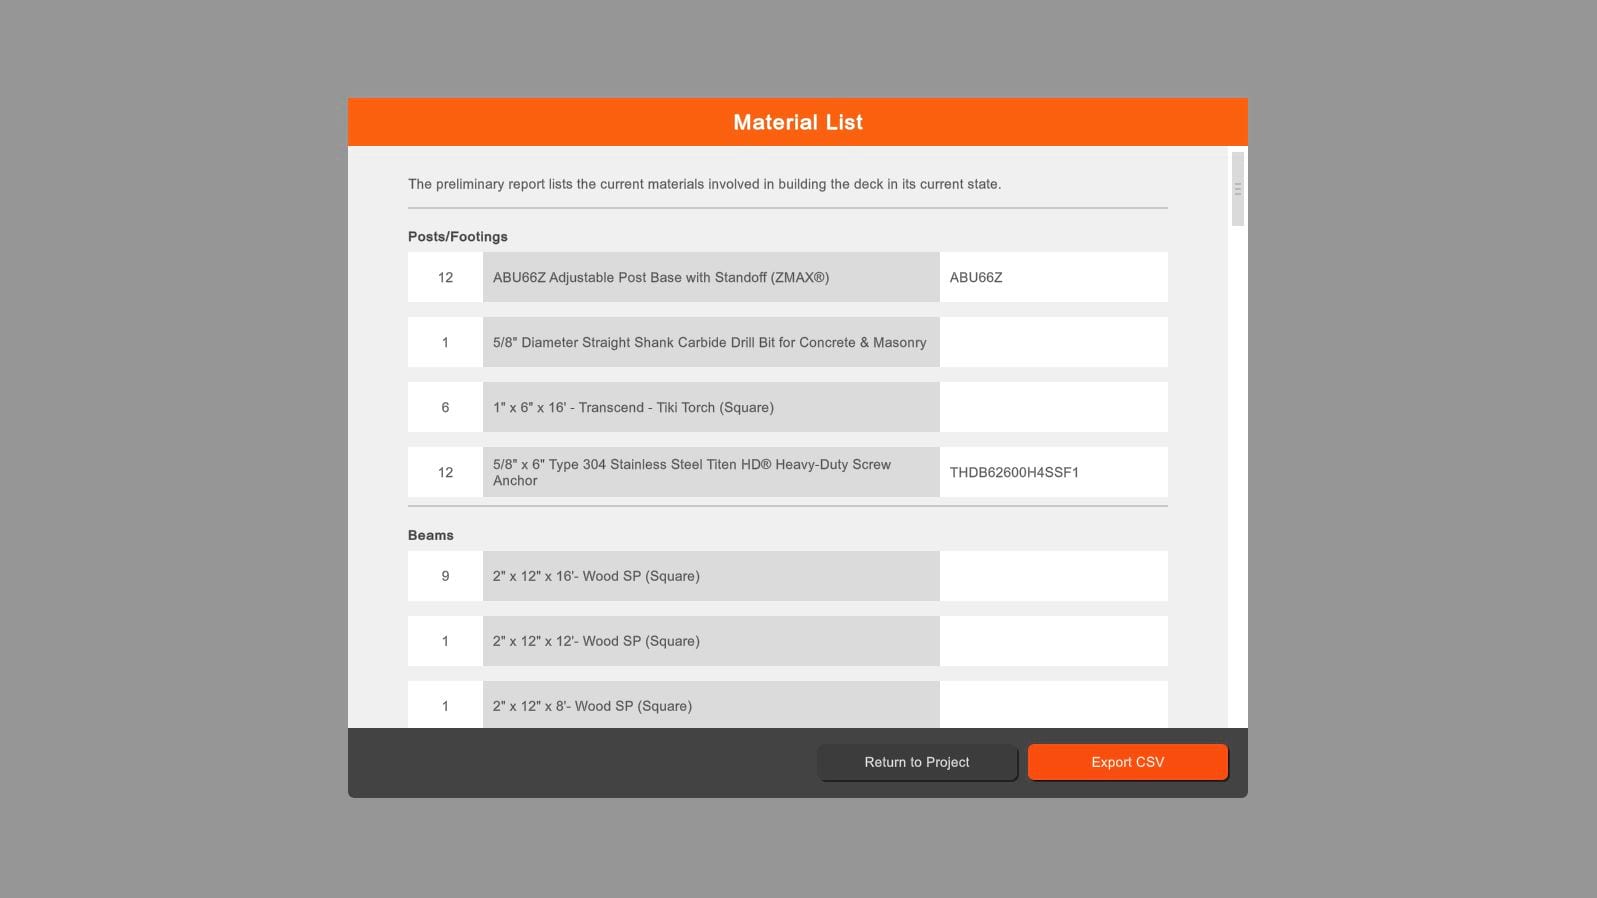 Material List
The preliminary report lists the current materials involved in building the deck in its current state.
Posts/Footings
12 ABU66Z Adjustable Post Base with Standoff (ZMAX®) ABU66Z
1 5/8" Diameter Straight Shank Carbide Drill Bit for Concrete & Masonry
6 1" x 6" x 16' - Transcend - Tiki Torch (Square)
12 5/8" x 6" Type 304 Stainless Steel Titen HD® Heavy-Duty Screw
Anchor THDB62600H4SSF1
Beams
9 2" x 12" x 16'- Wood SP (Square)
1 2" x 12" x 12'- Wood SP (Square)
1 2" x 12" x 8'- Wood SP (Square)
Return to Project Export CSV